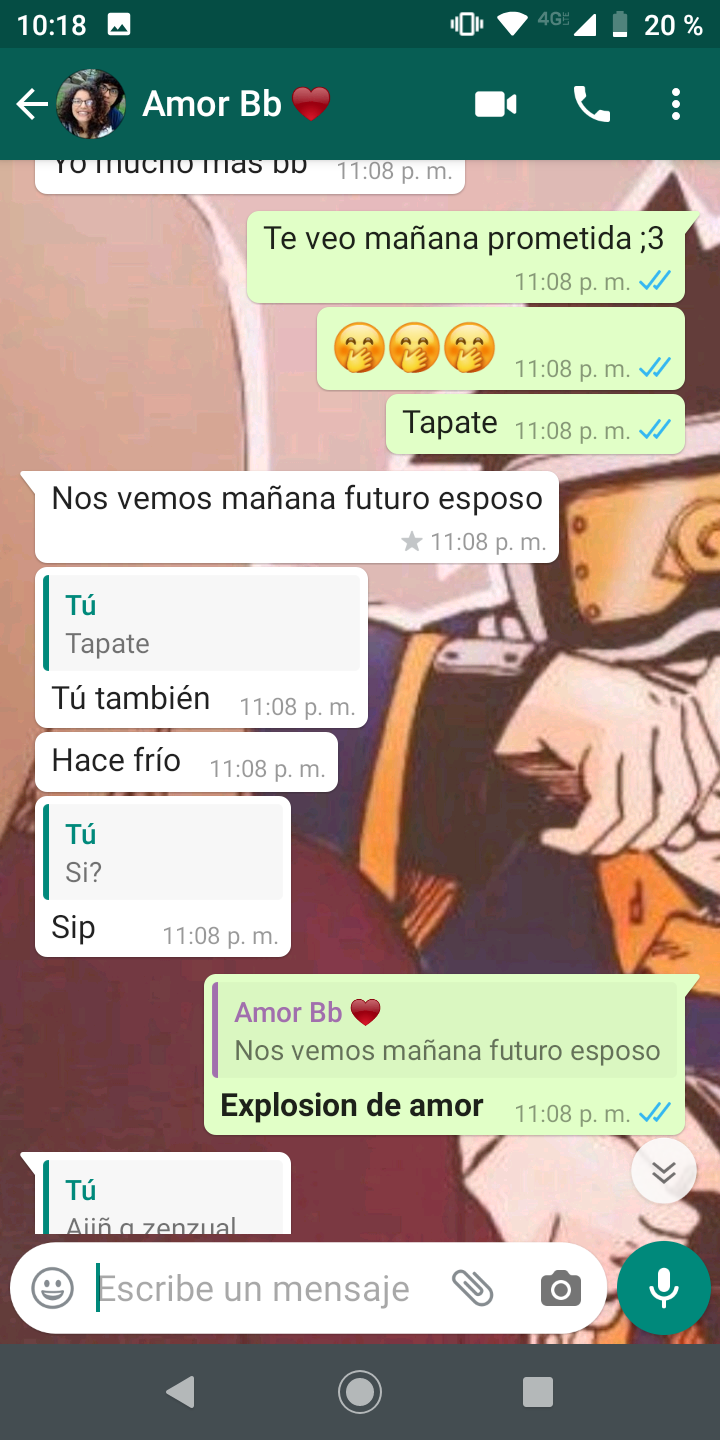 10:18 4G LTE 20 %
Amor Bb ❤️
Yo mucho más bb 11:08 p. m.
Te veo mañana prometida ;3
11:08 p. m.
🤭🤭🤭 11:08 p. m.
Tapate 11:08 p. m.
Nos vemos mañana futuro esposo
11:08 p. m.
Tú
Tapate
Tú también 11:08 p. m.
Hace frío 11:08 p. m.
Tú
Si?
Sip 11:08 p. m.
Amor Bb ❤️
Nos vemos mañana futuro esposo
Explosion de amor 11:08 p. m.
Tú
Ajiñ q zenzual
Escribe un mensaje